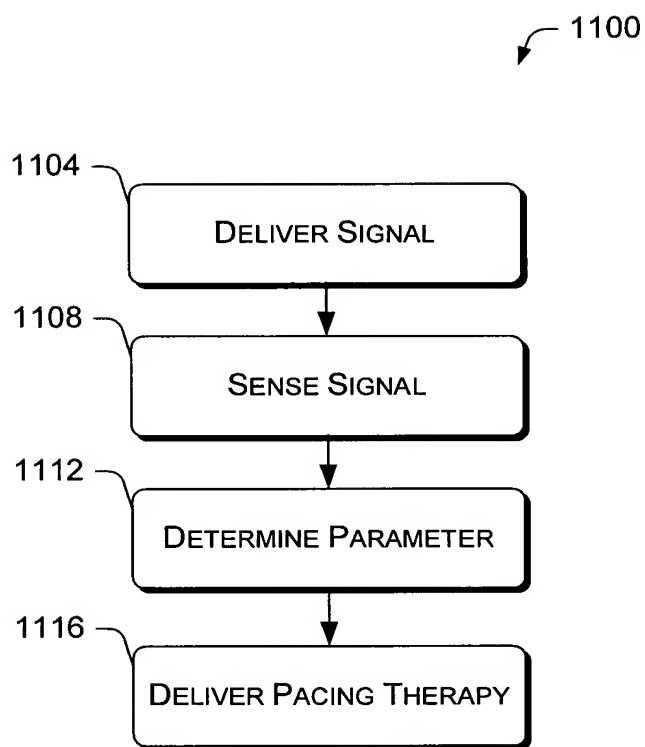 1100
1104
DELIVER SIGNAL
1108
SENSE SIGNAL
1112
DETERMINE PARAMETER
1116
DELIVER PACING THERAPY